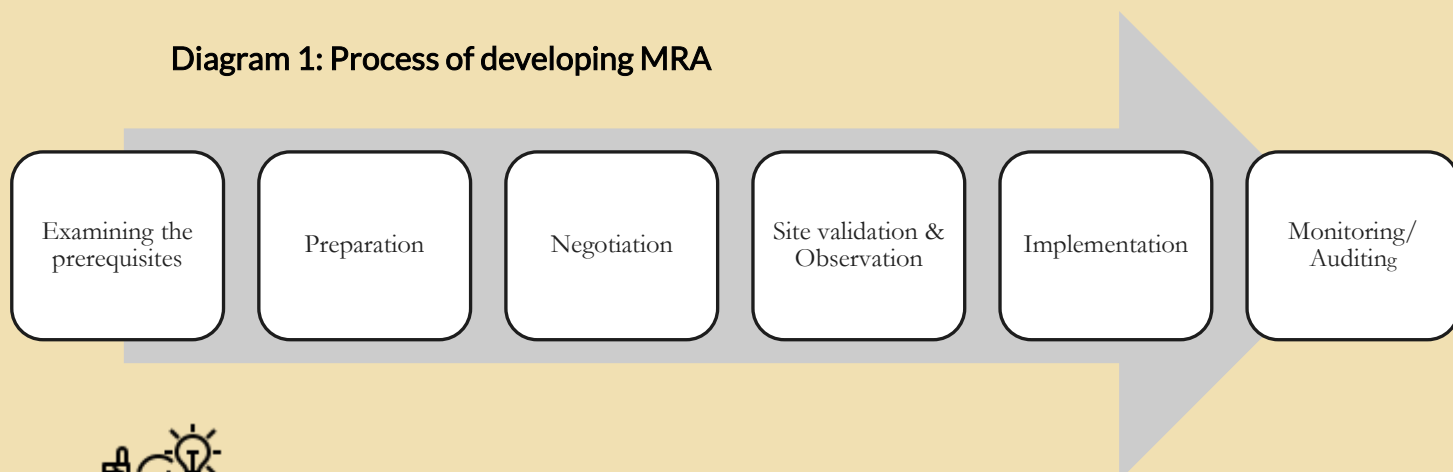 Diagram 1: Process of developing MRA
Examining the
prerequisites
Preparation
Negotiation
Site validation &
Observation
Implementation
Monitoring/
Auditing